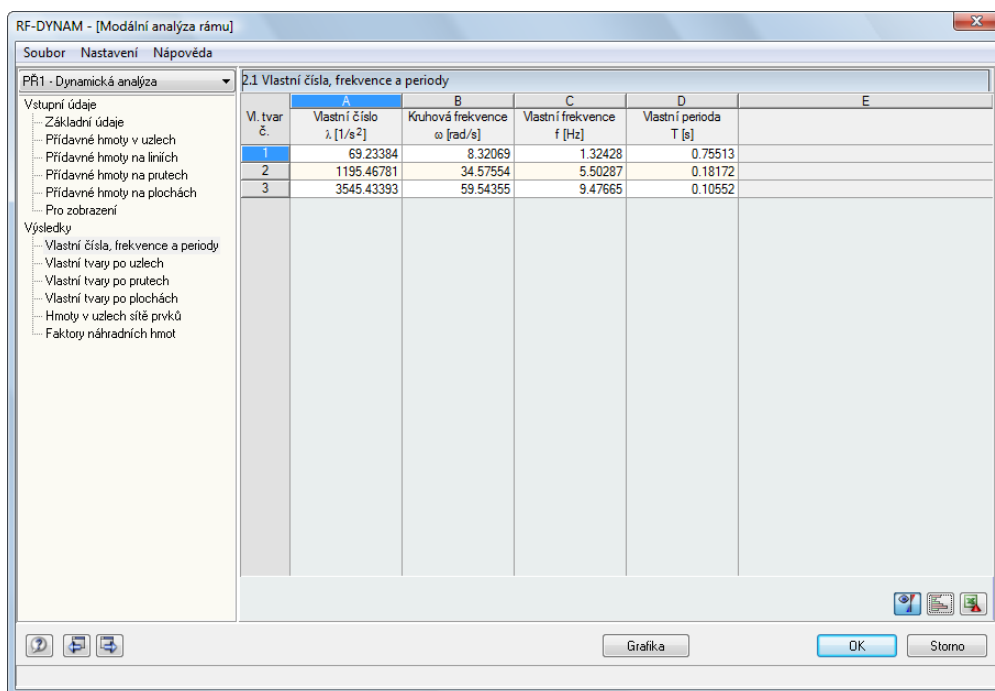 RF-DYNAM - [Modální analýza rámu]
Soubor Nastavení Nápověda
PŘ1 - Dynamická analýza
Vstupní údaje
Základní údaje
Přídavné hmoty v uzlech
Přídavné hmoty na liniích
Přídavné hmoty na prutech
Přídavné hmoty na plochách
Pro zobrazení
Výsledky
Vlastní čísla, frekvence a periody
Vlastní tvary po uzlech
Vlastní tvary po prutech
Vlastní tvary po plochách
Hmoty v uzlech sítě prvků
Faktory náhradních hmot
2.1 Vlastní čísla, frekvence a periody
A B C D E
Vl. tvar Vlastní číslo Kruhová frekvence Vlastní frekvence Vlastní perioda
č. λ [1/s²] ω [rad/s] f [Hz] T [s]
1 69.23384 8.32069 1.32428 0.75513
2 1195.46781 34.57554 5.50287 0.18172
3 3545.43393 59.54355 9.47665 0.10552
Grafika OK Storno